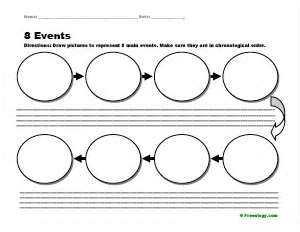 Name: Date:
8 Events
Directions: Draw pictures to represent 8 main events. Make sure they are in chronological order.
© Freeology.com